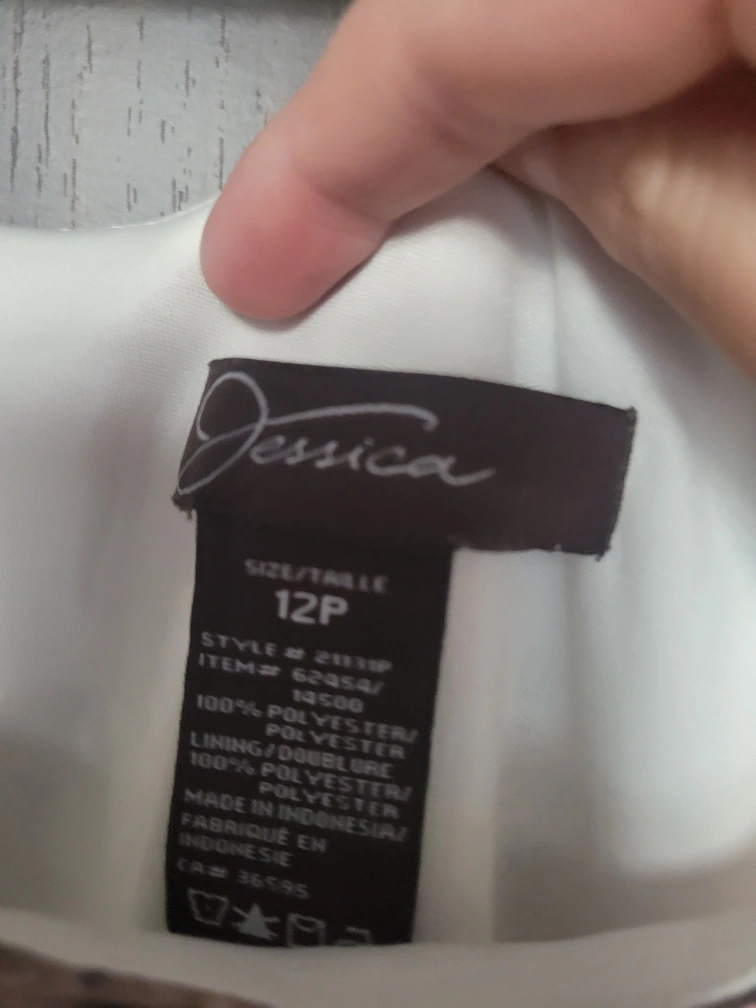 Jessica
SIZE/TAILLE
12P
STYLE # 21131P
ITEM# 62454/
14500
100% POLYESTER/
POLYESTER
LINING/DOUBLURE
100% POLYESTER/
POLYESTER
MADE IN INDONESIA/
FABRIQUÉ EN
INDONESIE
CA# 36595